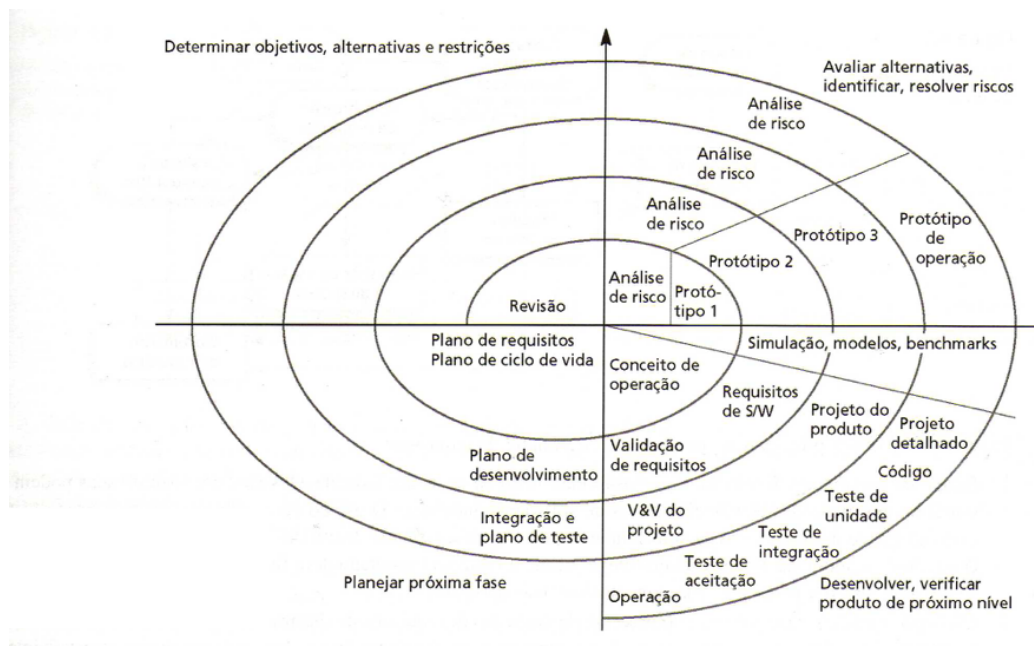 Determinar objetivos, alternativas e restrições
Avaliar alternativas,
identificar, resolver riscos
Análise
de risco
Análise
de risco
Análise
de risco
Protótipo
de
operação
Protótipo 3
Protótipo 2
Análise
de risco
Protó-
tipo 1
Revisão
Plano de requisitos
Plano de ciclo de vida
Simulação, modelos, benchmarks
Conceito de
operação
Requisitos
de S/W
Projeto do
produto
Projeto
detalhado
Plano de
desenvolvimento
Validação
de requisitos
Código
Integração e
plano de teste
V&V do
projeto
Teste de
unidade
Teste de
integração
Teste de
aceitação
Operação
Planejar próxima fase
Desenvolver, verificar
produto de próximo nível